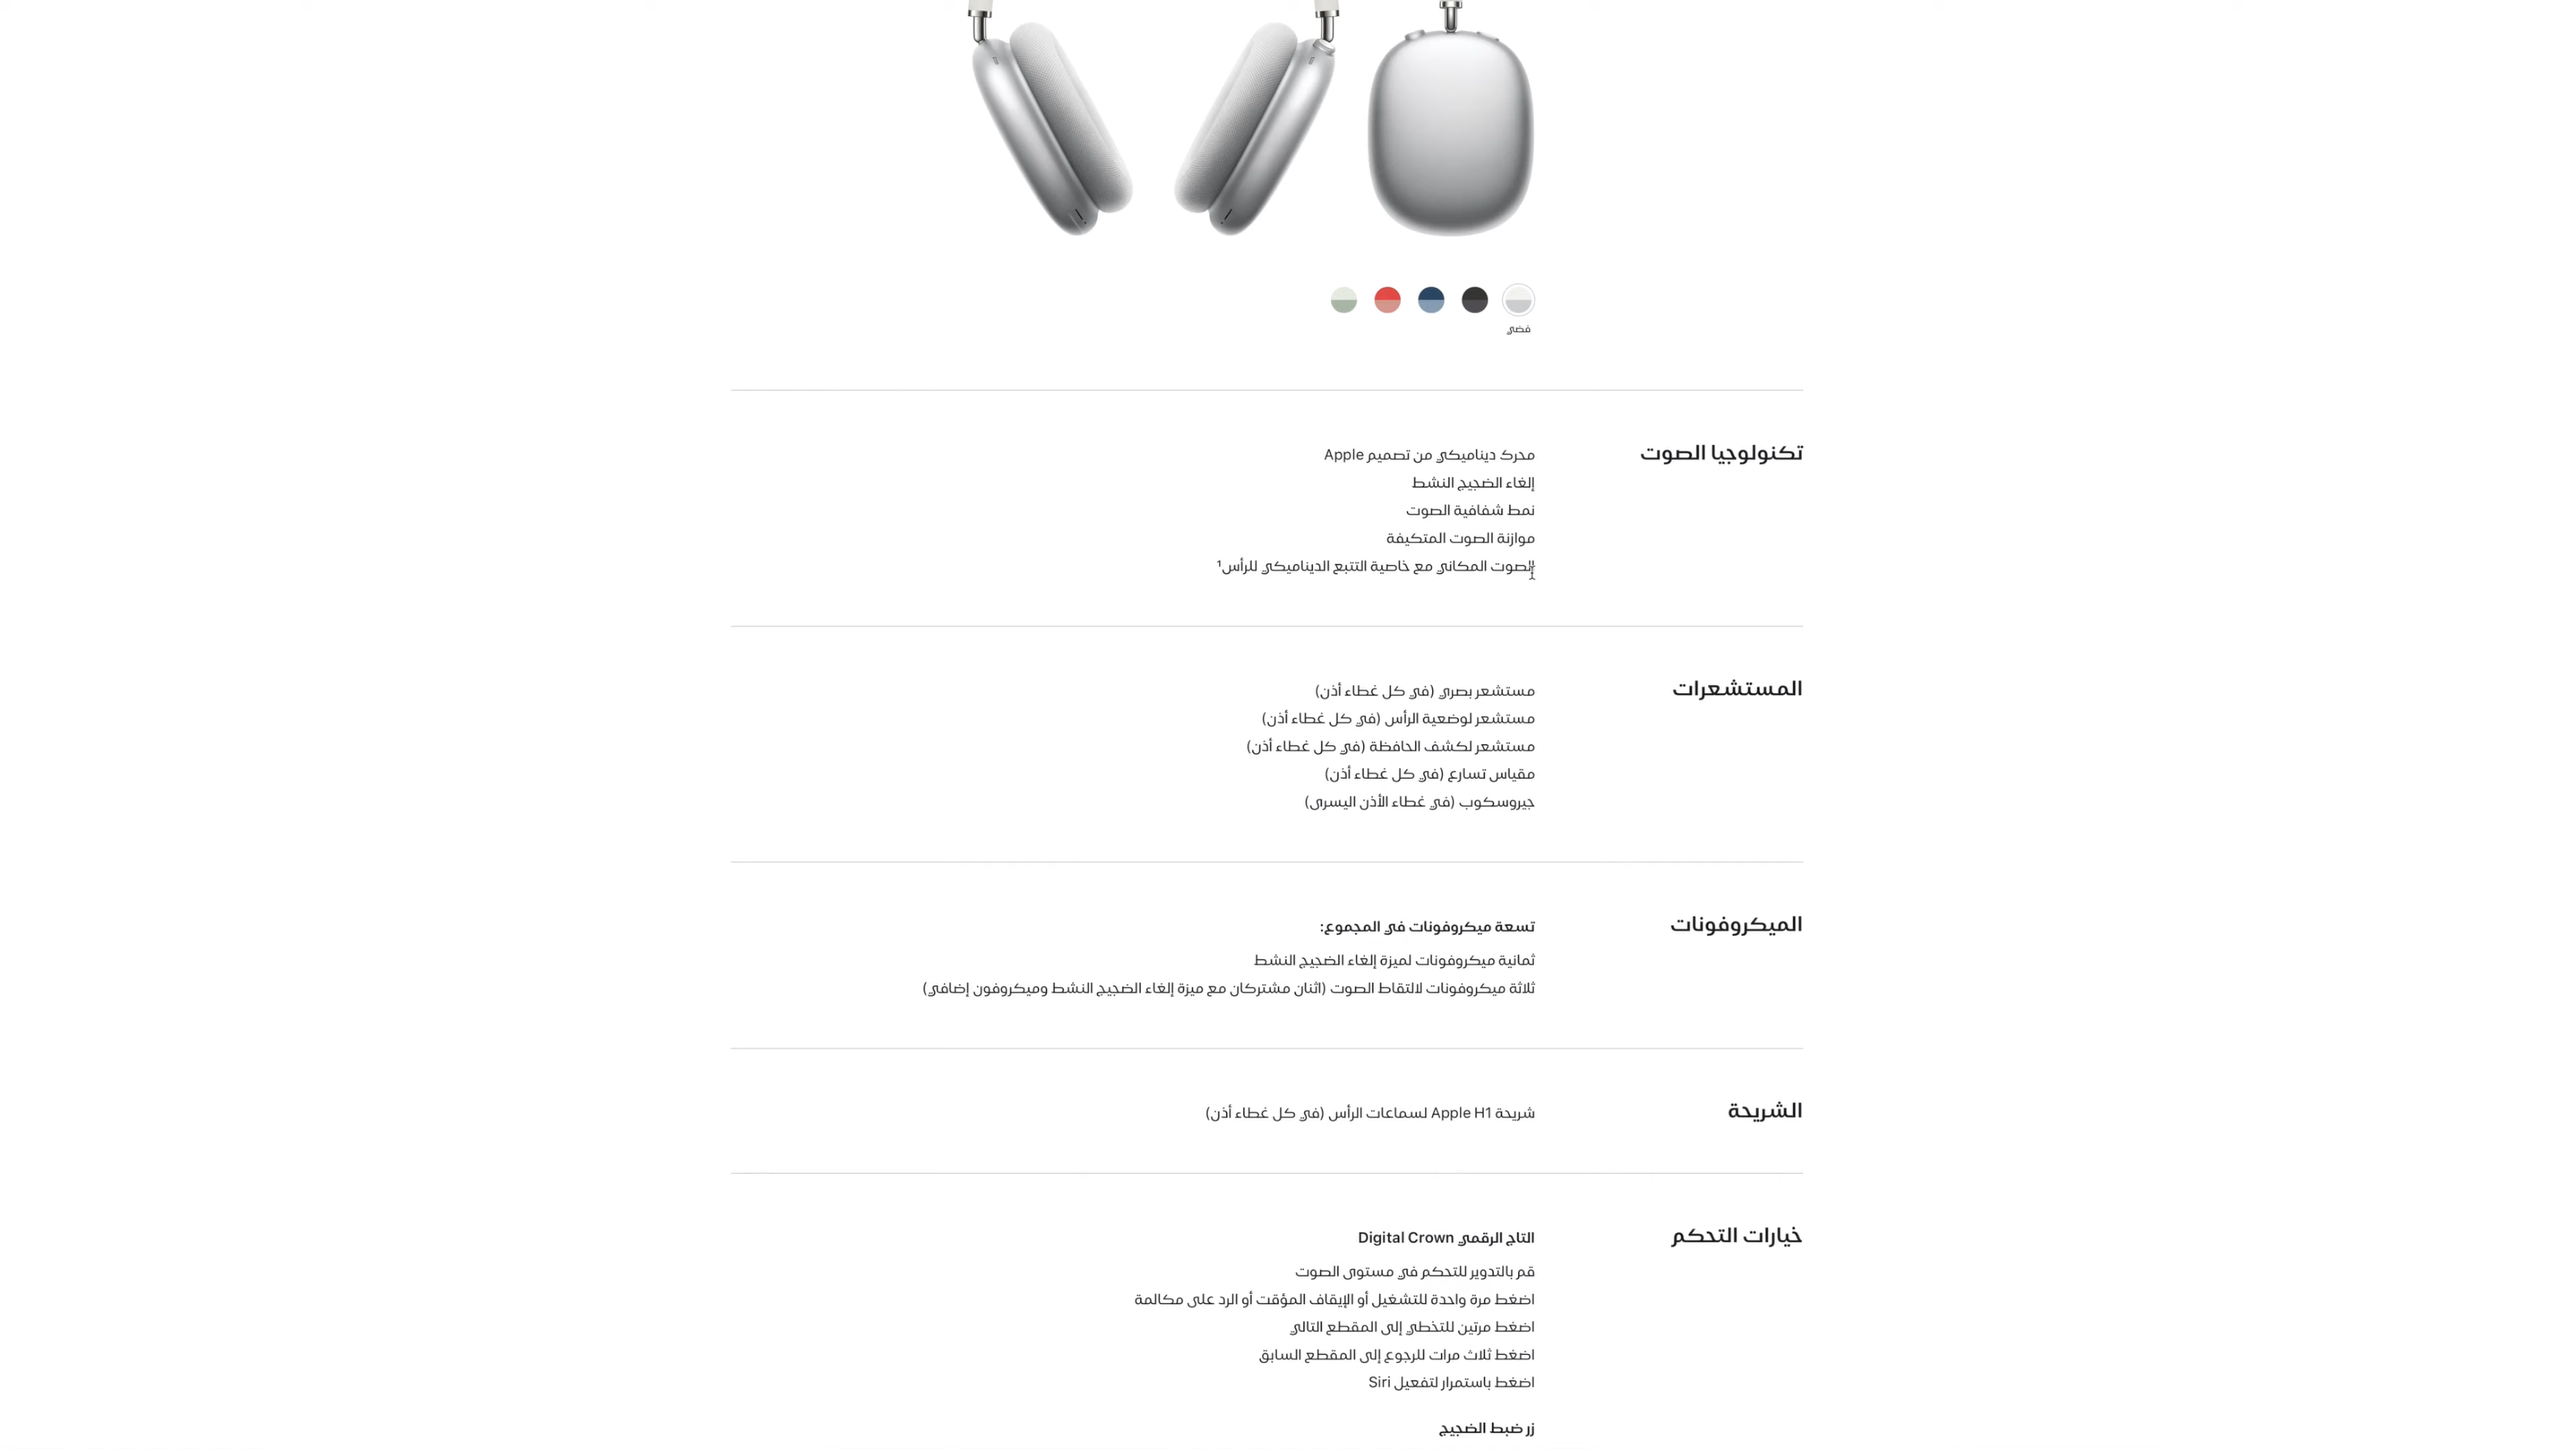 فضي
تكنولوجيا الصوت
محرك ديناميكي من تصميم Apple
إلغاء الضجيج النشط
نمط شفافية الصوت
موازنة الصوت المتكيفة
الصوت المكاني مع خاصية التتبع الديناميكي للرأس¹
المستشعرات
مستشعر بصري (في كل غطاء أذن)
مستشعر لوضعية الرأس (في كل غطاء أذن)
مستشعر لكشف الحافظة (في كل غطاء أذن)
مقياس تسارع (في كل غطاء أذن)
جيروسكوب (في غطاء الأذن اليسرى)
الميكروفونات
تسعة ميكروفونات في المجموع:
ثمانية ميكروفونات لميزة إلغاء الضجيج النشط
ثلاثة ميكروفونات لالتقاط الصوت (اثنان مشتركان مع ميزة إلغاء الضجيج النشط وميكروفون إضافي)
الشريحة
شريحة Apple H1 لسماعات الرأس (في كل غطاء أذن)
خيارات التحكم
التاج الرقمي Digital Crown
قم بالتدوير للتحكم في مستوى الصوت
اضغط مرة واحدة للتشغيل أو الإيقاف المؤقت أو الرد على مكالمة
اضغط مرتين للتخطي إلى المقطع التالي
اضغط ثلاث مرات للرجوع إلى المقطع السابق
اضغط باستمرار لتفعيل Siri
زر ضبط الضجيج